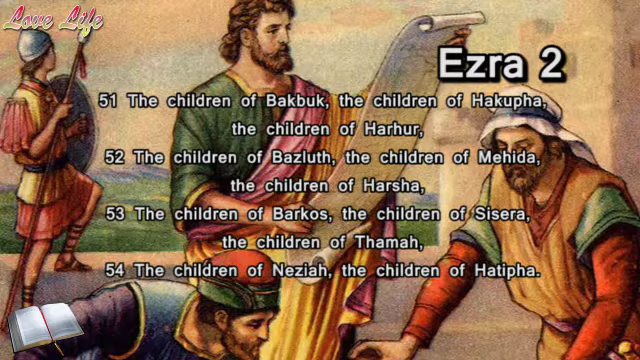 Love Life
Ezra 2
51 The children of Bakbuk, the children of Hakupha,
the children of Harhur,
52 The children of Bazluth, the children of Mehida,
the children of Harsha,
53 The children of Barkos, the children of Sisera,
the children of Thamah,
54 The children of Neziah, the children of Hatipha.